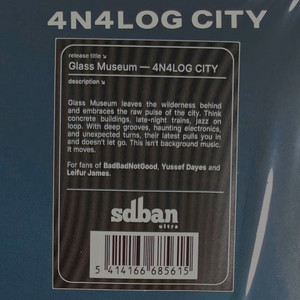 4N4LOG CITY
release title ↘
Glass Museum — 4N4LOG CITY
description ↘
Glass Museum leaves the wilderness behind
and embraces the raw pulse of the city. Think
concrete buildings, late-night trains, jazz on
loop. With deep grooves, haunting electronics,
and unexpected turns, their latest pulls you in
and doesn't let go. This isn't background music.
It moves.
For fans of BadBadNotGood, Yussef Dayes and
Leifur James.
sdban
ultra
5 414166 685615